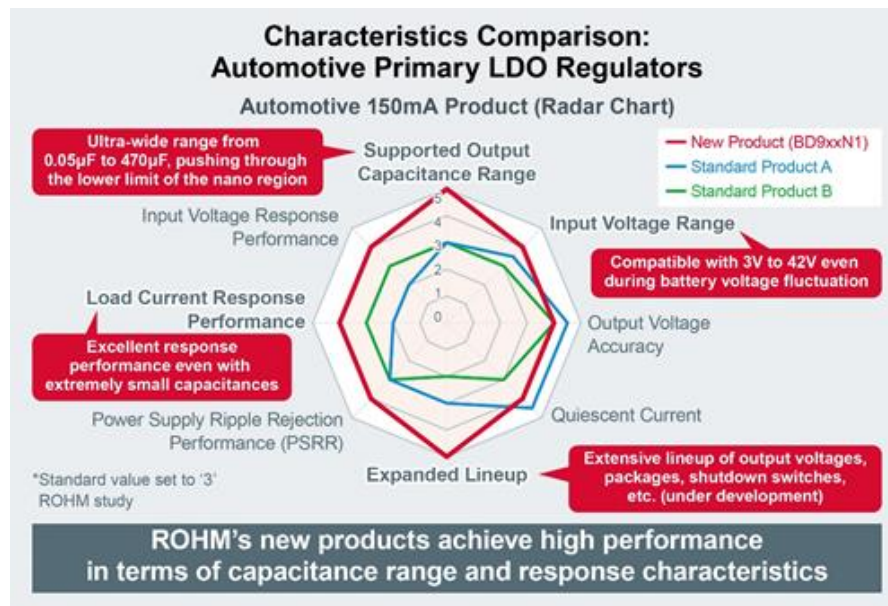 Characteristics Comparison:
Automotive Primary LDO Regulators
Automotive 150mA Product (Radar Chart)
Ultra-wide range from
0.05µF to 470µF, pushing through
the lower limit of the nano region
Supported Output
Capacitance Range
New Product (BD9xxN1)
Standard Product A
Standard Product B
Input Voltage Response
Performance
Input Voltage Range
Compatible with 3V to 42V even
during battery voltage fluctuation
5
4
3
2
1
0
Load Current Response
Performance
Output Voltage
Accuracy
Excellent response
performance even with
extremely small capacitances
Power Supply Ripple Rejection
Performance (PSRR)
Quiescent Current
Expanded Lineup
Extensive lineup of output voltages,
packages, shutdown switches,
etc. (under development)
*Standard value set to ‘3’
ROHM study
ROHM’s new products achieve high performance
in terms of capacitance range and response characteristics